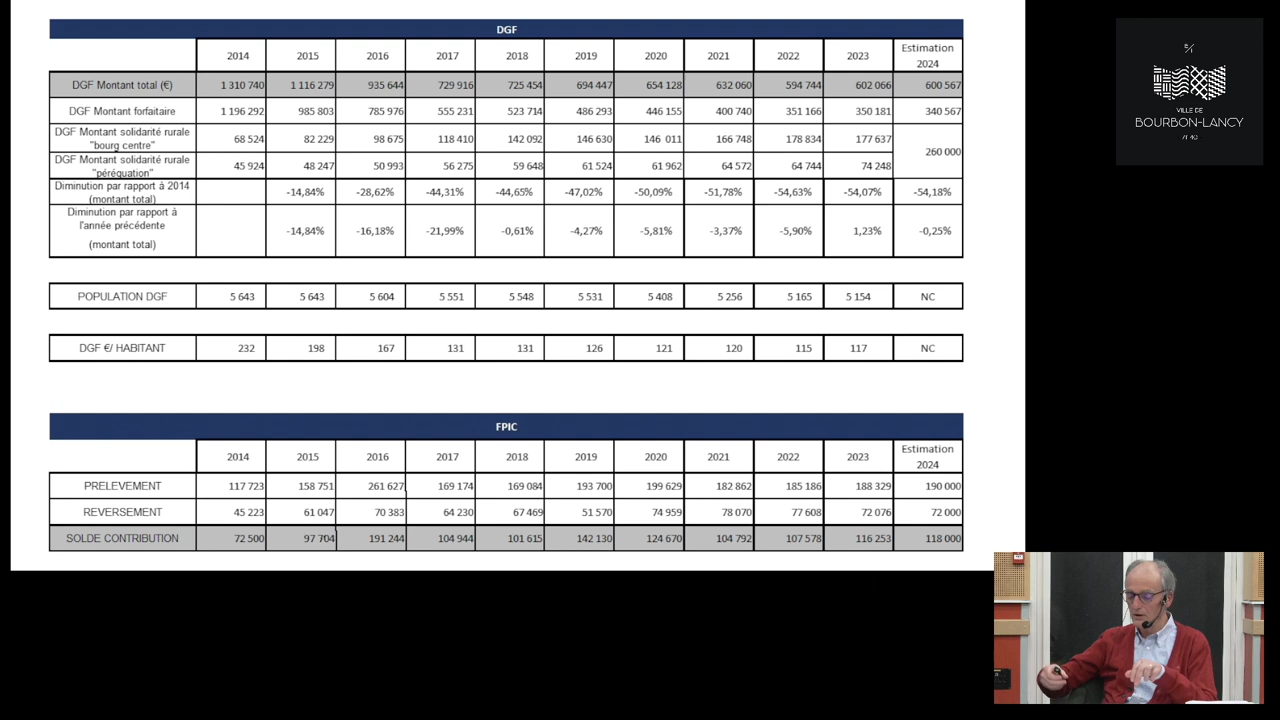 DGF
2014 2015 2016 2017 2018 2019 2020 2021 2022 2023 Estimation 2024
DGF Montant total (€) 1 310 740 1 116 279 935 644 729 916 725 454 694 447 654 128 632 060 594 744 602 066 600 567
DGF Montant forfaitaire 1 196 292 985 803 785 976 555 231 523 714 486 293 446 155 400 740 351 166 350 181 340 567
DGF Montant solidarité rurale "bourg centre" 68 524 82 229 98 675 118 410 142 092 146 630 146 011 166 748 178 834 177 637 260 000
DGF Montant solidarité rurale "péréquation" 45 924 48 247 50 993 56 275 59 648 61 524 61 962 64 572 64 744 74 248
Diminution par rapport à 2014 (montant total) -14,84% -28,62% -44,31% -44,65% -47,02% -50,09% -51,78% -54,63% -54,07% -54,18%
Diminution par rapport à l'année précédente (montant total) -14,84% -16,18% -21,99% -0,61% -4,27% -5,81% -3,37% -5,90% 1,23% -0,25%
POPULATION DGF 5 643 5 643 5 604 5 551 5 548 5 531 5 408 5 256 5 165 5 154 NC
DGF €/ HABITANT 232 198 167 131 131 126 121 120 115 117 NC
FPIC
2014 2015 2016 2017 2018 2019 2020 2021 2022 2023 Estimation 2024
PRELEVEMENT 117 723 158 751 261 627 169 174 169 084 193 700 199 629 182 862 185 186 188 329 190 000
REVERSEMENT 45 223 61 047 70 383 64 230 67 469 51 570 74 959 78 070 77 608 72 076 72 000
SOLDE CONTRIBUTION 72 500 97 704 191 244 104 944 101 615 142 130 124 670 104 792 107 578 116 253 118 000
VILLE DE
BOURBON-LANCY